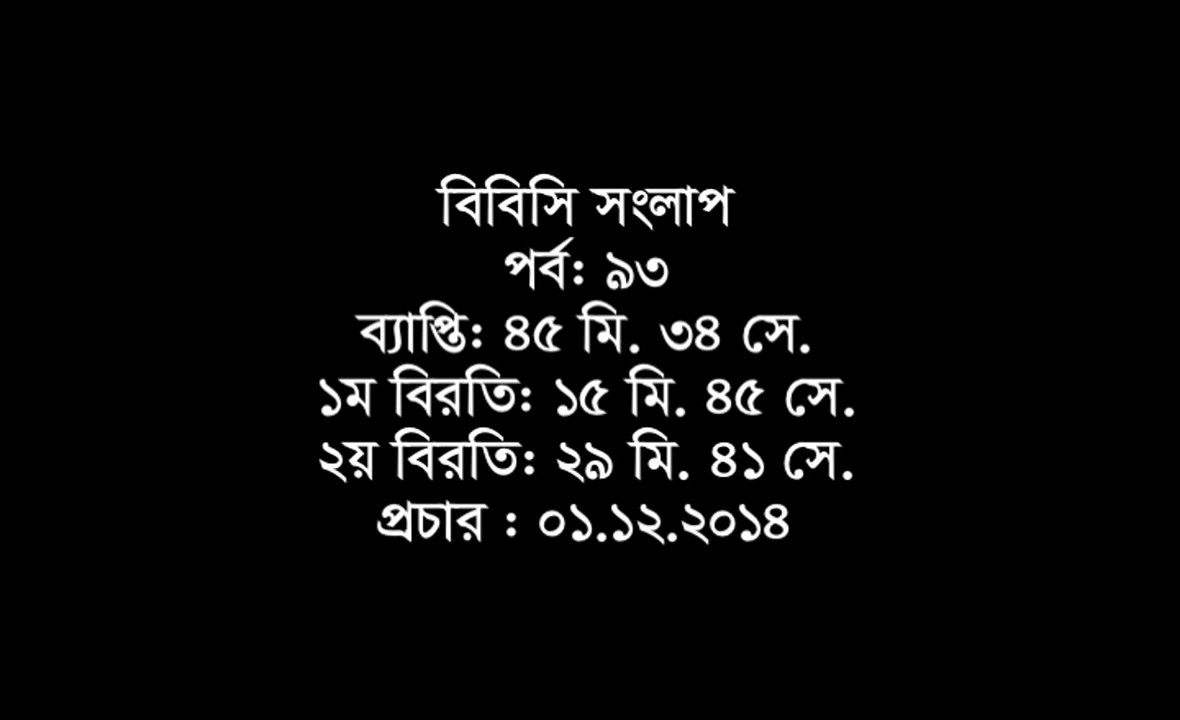 বিবিসি সংলাপ
পর্ব: ৯৩
ব্যাপ্তি: ৪৫ মি. ৩৪ সে.
১ম বিরতি: ১৫ মি. ৪৫ সে.
২য় বিরতি: ২৯ মি. ৪১ সে.
প্রচার : ০১.১২.২০১৪